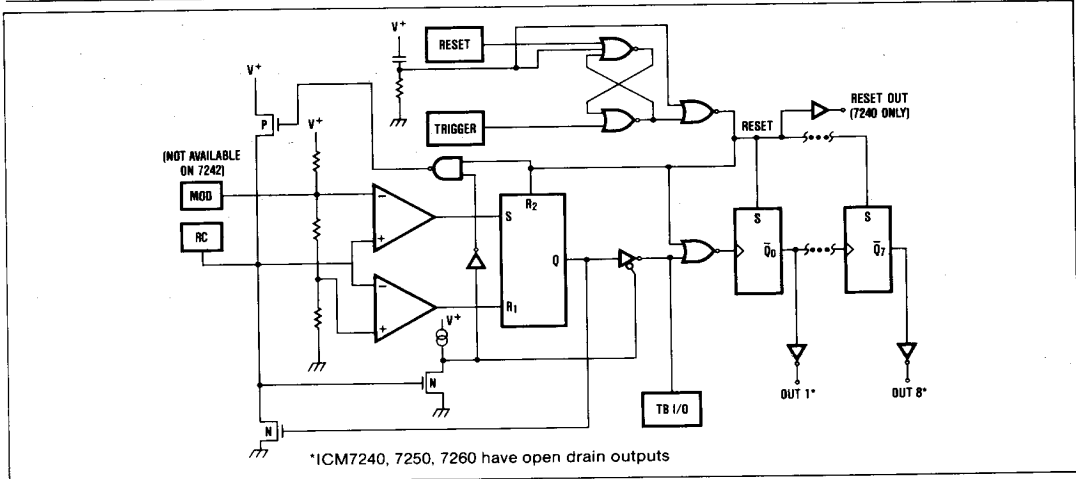 V+
RESET
V+
V+
TRIGGER
RESET
RESET OUT
(7240 ONLY)
(NOT AVAILABLE
ON 7242)
MOD
RC
−
+
−
+
S
R2
Q
R1
V+
S
Q̅0
S
Q̅7
P
N
N
TB I/O
OUT 1*
OUT 8*
*ICM7240, 7250, 7260 have open drain outputs